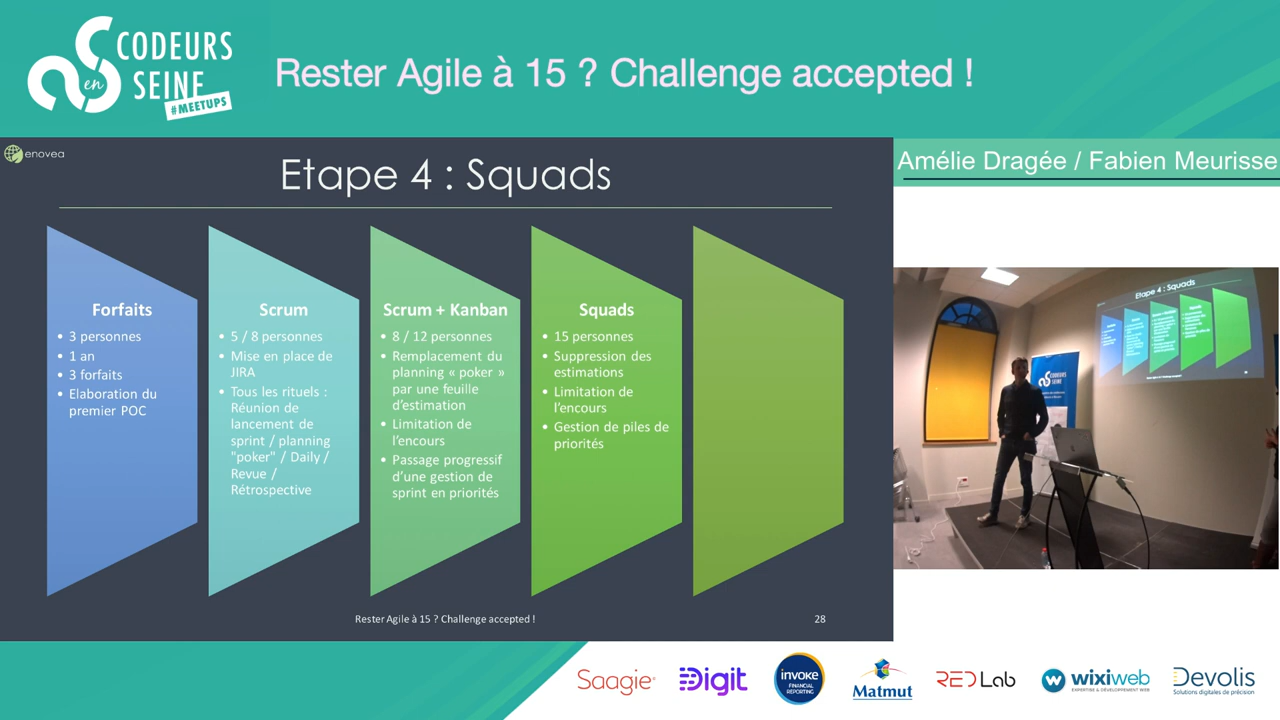 CODEURS
en
SEINE
#MEETUPS
Rester Agile à 15 ? Challenge accepted !
enovea
Etape 4 : Squads
Amélie Dragée / Fabien Meurisse
Forfaits
• 3 personnes
• 1 an
• 3 forfaits
• Elaboration du
premier POC
Scrum
• 5 / 8 personnes
• Mise en place de
JIRA
• Tous les rituels :
Réunion de
lancement de
sprint / planning
"poker" / Daily /
Revue /
Rétrospective
Scrum + Kanban
• 8 / 12 personnes
• Remplacement du
planning « poker »
par une feuille
d’estimation
• Limitation de
l’encours
• Passage progressif
d’une gestion de
sprint en priorités
Squads
• 15 personnes
• Suppression des
estimations
• Limitation de
l’encours
• Gestion de piles de
priorités
Rester Agile à 15 ? Challenge accepted !
28
Etape 4 : Squads
CODEURS
SEINE
Saagie
Digit
invoke
FINANCIAL
REPORTING
Matmut
RED Lab
wixiweb
EXPERTISE & DÉVELOPPEMENT WEB
Devolis
Solutions digitales de précision